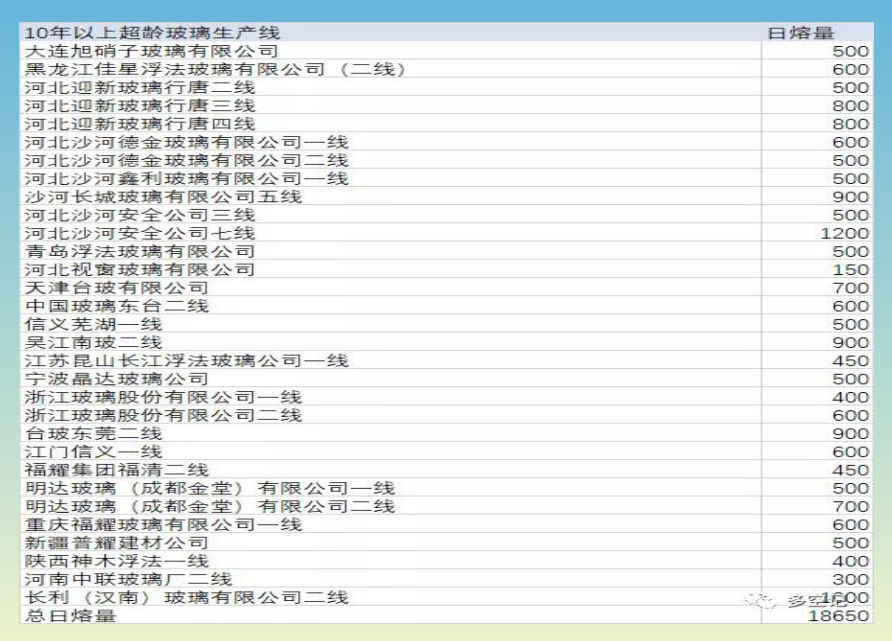 10年以上超龄玻璃生产线 日熔量
大连旭硝子玻璃有限公司 500
黑龙江佳星浮法玻璃有限公司（二线） 600
河北迎新玻璃行唐二线 500
河北迎新玻璃行唐三线 800
河北迎新玻璃行唐四线 800
河北沙河德金玻璃有限公司一线 600
河北沙河德金玻璃有限公司二线 500
河北沙河鑫利玻璃有限公司一线 500
沙河长城玻璃有限公司五线 900
河北沙河安全公司三线 500
河北沙河安全公司七线 1200
青岛浮法玻璃有限公司 500
河北视窗玻璃有限公司 150
天津台玻有限公司 700
中国玻璃东台二线 600
信义芜湖一线 500
吴江南玻二线 900
江苏昆山长江浮法玻璃公司一线 450
宁波晶达玻璃公司 500
浙江玻璃股份有限公司一线 400
浙江玻璃股份有限公司二线 600
台玻东莞二线 900
江门信义一线 600
福耀集团福清二线 450
明达玻璃（成都金堂）有限公司一线 500
明达玻璃（成都金堂）有限公司二线 700
重庆福耀玻璃有限公司一线 600
新疆普耀建材公司 500
陕西神木浮法一线 400
河南中联玻璃厂二线 300
长利（汉南）玻璃有限公司二线
多空
总日熔量 18650